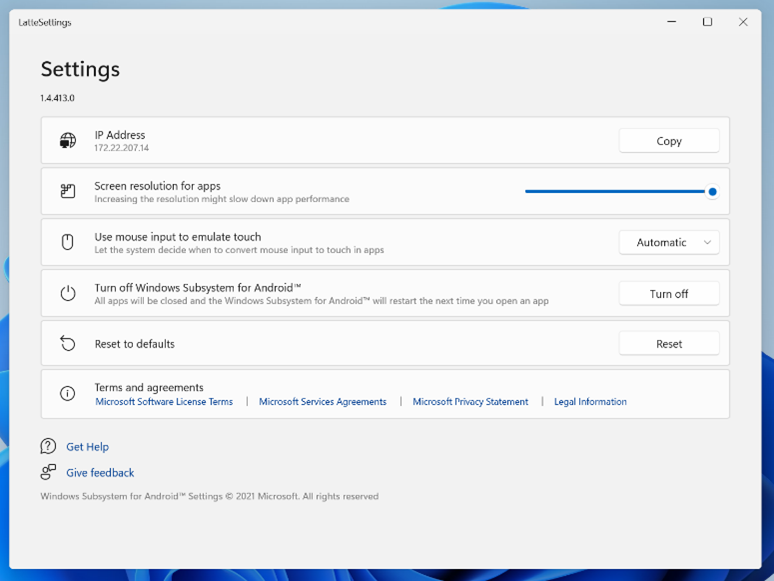 LatteSettings
Settings
1.4.413.0
IP Address
172.22.207.14
Copy
Screen resolution for apps
Increasing the resolution might slow down app performance
Use mouse input to emulate touch
Let the system decide when to convert mouse input to touch in apps
Automatic
Turn off Windows Subsystem for Android™
All apps will be closed and the Windows Subsystem for Android™ will restart the next time you open an app
Turn off
Reset to defaults
Reset
Terms and agreements
Microsoft Software License Terms | Microsoft Services Agreements | Microsoft Privacy Statement | Legal Information
Get Help
Give feedback
Windows Subsystem for Android™ Settings © 2021 Microsoft. All rights reserved